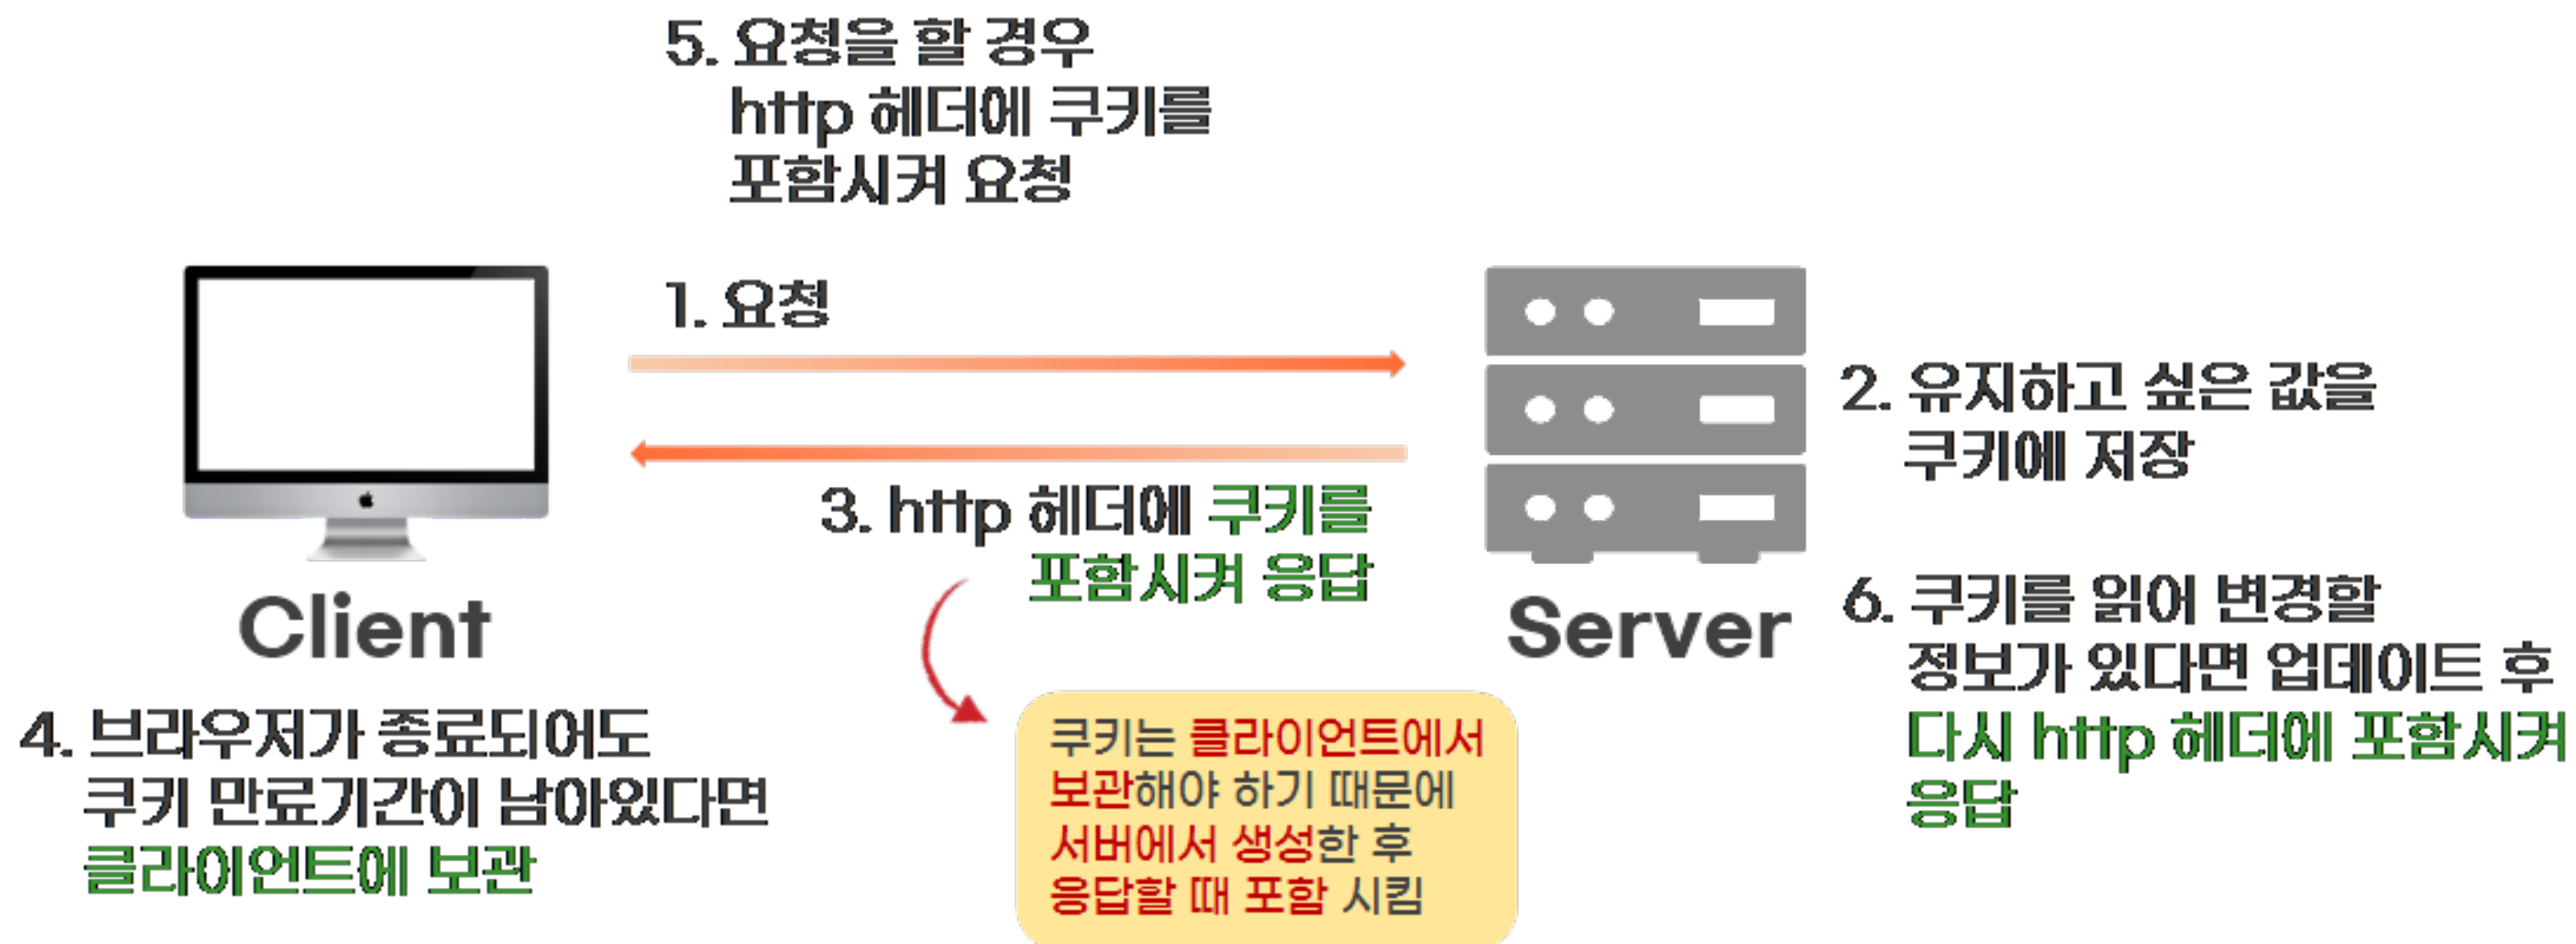 5. 요청을 할 경우
http 헤더에 쿠키를
포함시켜 요청
1. 요청
2. 유지하고 싶은 값을
쿠키에 저장
3. http 헤더에 쿠키를
포함시켜 응답
Client
Server
4. 브라우저가 종료되어도
쿠키 만료기간이 남아있다면
클라이언트에 보관
쿠키는 클라이언트에서
보관해야 하기 때문에
서버에서 생성한 후
응답할 때 포함 시킴
6. 쿠키를 읽어 변경할
정보가 있다면 업데이트 후
다시 http 헤더에 포함시켜
응답